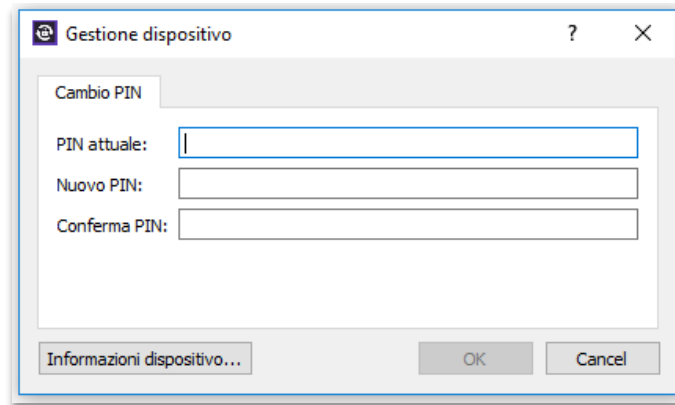 Gestione dispositivo
Cambio PIN
PIN attuale:
Nuovo PIN:
Conferma PIN:
Informazioni dispositivo... OK Cancel